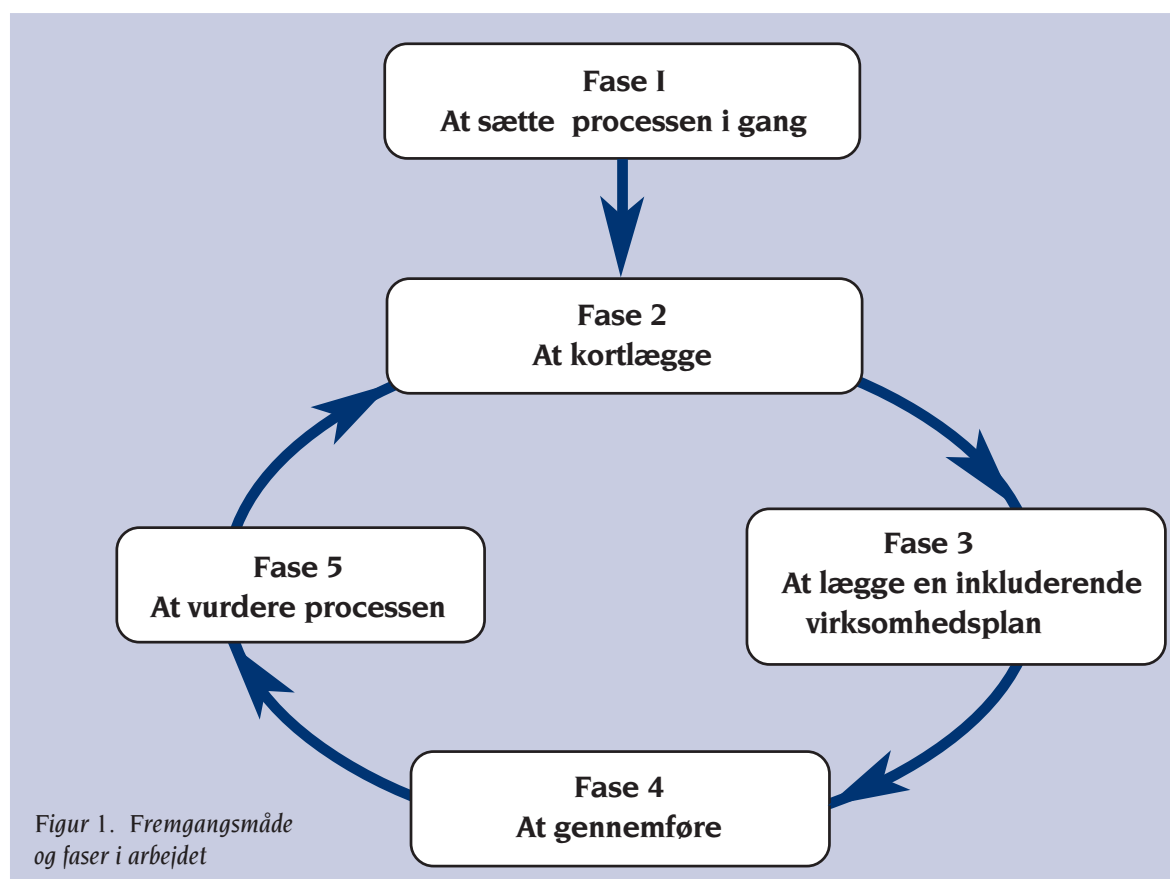 Fase I
At sætte processen i gang
Fase 2
At kortlægge
Fase 3
At lægge en inkluderende
virksomhedsplan
Fase 4
At gennemføre
Fase 5
At vurdere processen
Figur 1. Fremgangsmåde
og faser i arbejdet